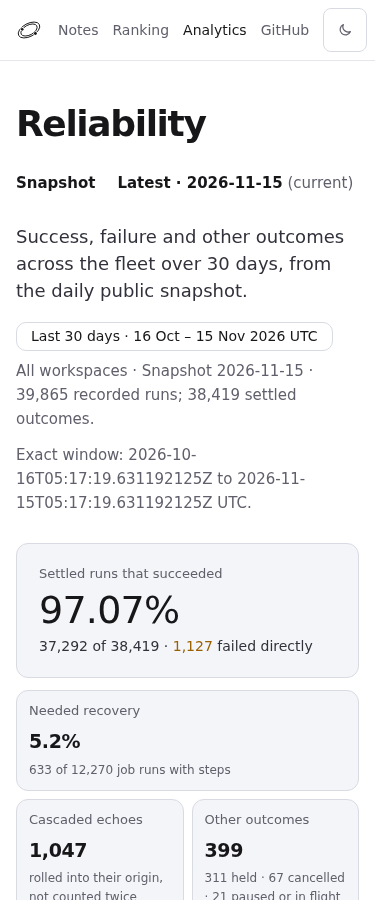 Notes Ranking Analytics GitHub
Reliability
Snapshot Latest · 2026-11-15 (current)
Success, failure and other outcomes
across the fleet over 30 days, from
the daily public snapshot.
Last 30 days · 16 Oct – 15 Nov 2026 UTC
All workspaces · Snapshot 2026-11-15 ·
39,865 recorded runs; 38,419 settled
outcomes.
Exact window: 2026-10-
16T05:17:19.631192125Z to 2026-11-
15T05:17:19.631192125Z UTC.
Settled runs that succeeded
97.07%
37,292 of 38,419 · 1,127 failed directly
Needed recovery
5.2%
633 of 12,270 job runs with steps
Cascaded echoes
1,047
rolled into their origin,
not counted twice
Other outcomes
399
311 held · 67 cancelled
· 21 paused or in flight